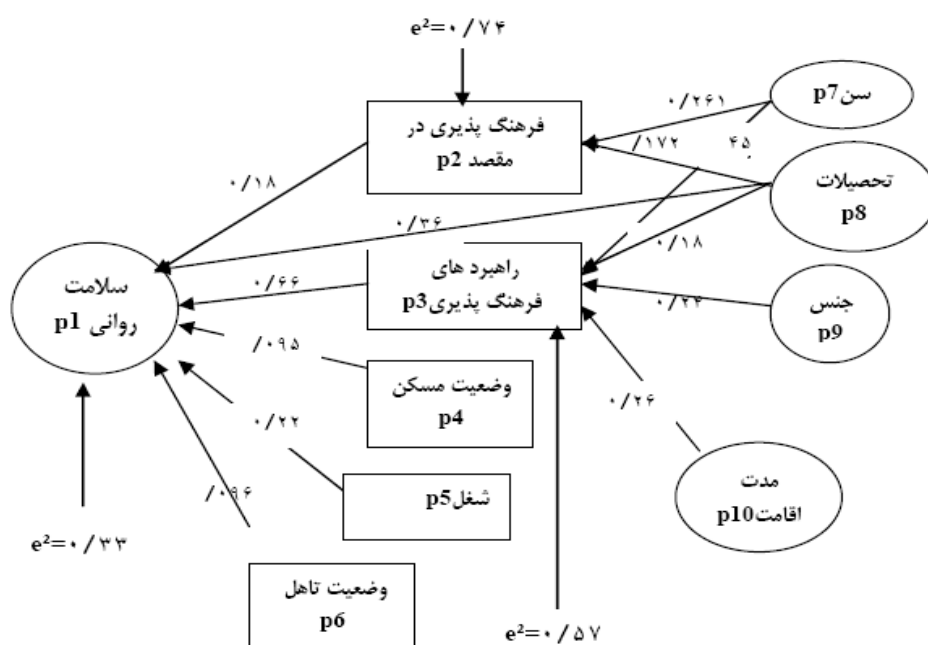 e²=۰/۷۴
سن p7
۰/۲۶۱
فرهنگ پذیری در
مقصد p2
/۱۷۲
۴۵
تحصیلات
p8
۰/۱۸
۰/۳۶
۰/۱۸
راهبرد های
فرهنگ پذیری p3
سلامت
روانی p1
۰/۶۶
۰/۲۴
جنس
p9
/۰۹۵
وضعیت مسکن
p4
۰/۲۶
۰/۲۲
مدت
اقامت p10
شغل p5
/۰۹۶
e²=۰/۳۳
وضعیت تاهل
p6
e²=۰/۵۷